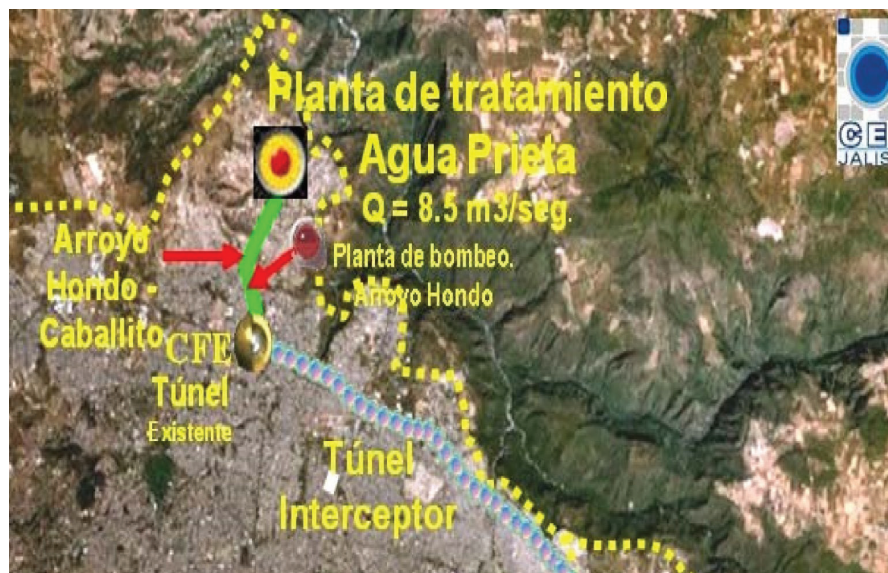 Planta de tratamiento
Agua Prieta
Q = 8.5 m3/seg.
Planta de bombeo.
Arroyo Hondo
Arroyo
Hondo -
Caballito
CFE
Túnel
Existente
Túnel
Interceptor
CE
JALIS